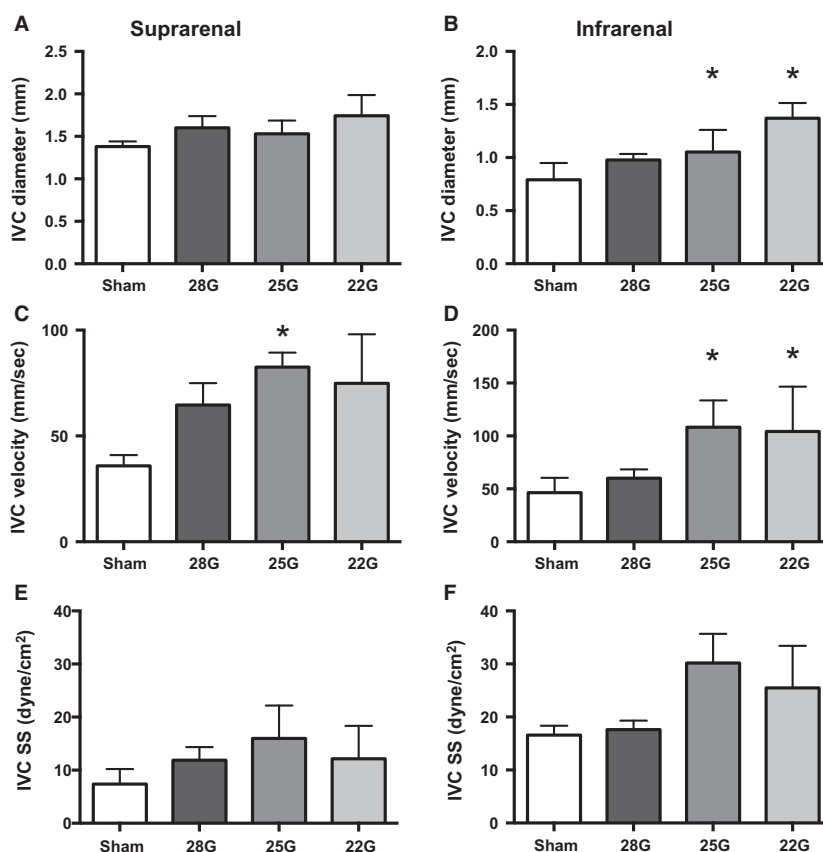 A Suprarenal
IVC diameter (mm)
2.5
2.0
1.5
1.0
0.5
0.0
Sham 28G 25G 22G
B Infrarenal
IVC diameter (mm)
2.0
1.5
1.0
0.5
0.0
* *
Sham 28G 25G 22G
C
IVC velocity (mm/sec)
100
50
0
*
Sham 28G 25G 22G
D
IVC velocity (mm/sec)
200
150
100
50
0
* *
Sham 28G 25G 22G
E
IVC SS (dyne/cm²)
40
30
20
10
0
Sham 28G 25G 22G
F
IVC SS (dyne/cm²)
40
30
20
10
0
Sham 28G 25G 22G